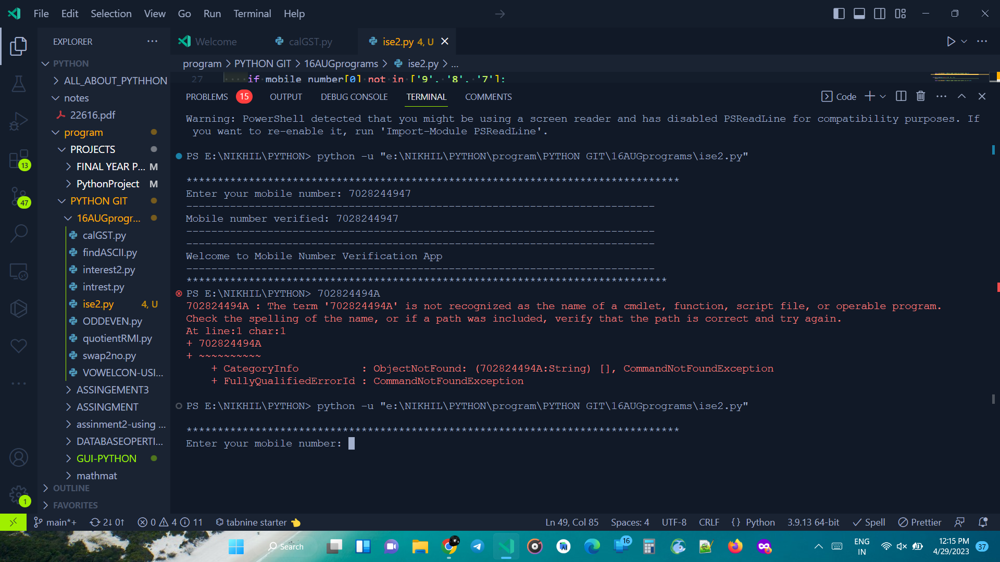 File Edit Selection View Go Run Terminal Help
EXPLORER
Welcome
calGST.py
ise2.py 4, U
PYTHON
ALL_ABOUT_PYTHHON
notes
22616.pdf
program
PROJECTS
FINAL YEAR P... M
PythonProject M
PYTHON GIT
16AUGprogr...
calGST.py
findASCII.py
interest2.py
intrest.py
ise2.py 4, U
ODDEVEN.py
quotientRMI.py
swap2no.py
VOWELCON-USI...
ASSINGEMENT3
ASSINGMENT
assinment2-using ...
DATABASEOPERTI...
GUI-PYTHON
mathmat
OUTLINE
FAVORITES
13
47
1
program > PYTHON GIT > 16AUGprograms > ise2.py > ...
27 ····if·mobile_number[0]·not·in·['9',·'8',·'7']:
PROBLEMS 15 OUTPUT DEBUG CONSOLE TERMINAL COMMENTS
Code
Warning: PowerShell detected that you might be using a screen reader and has disabled PSReadLine for compatibility purposes. If
you want to re-enable it, run 'Import-Module PSReadLine'.
PS E:\NIKHIL\PYTHON> python -u "e:\NIKHIL\PYTHON\program\PYTHON GIT\16AUGprograms\ise2.py"
*******************************************************************************
Enter your mobile number: 7028244947
---------------------------------------------------------------------------
Mobile number verified: 7028244947
---------------------------------------------------------------------------
---------------------------------------------------------------------------
Welcome to Mobile Number Verification App
---------------------------------------------------------------------------
*****************************************************************************
PS E:\NIKHIL\PYTHON> 702824494A
702824494A : The term '702824494A' is not recognized as the name of a cmdlet, function, script file, or operable program.
Check the spelling of the name, or if a path was included, verify that the path is correct and try again.
At line:1 char:1
+ 702824494A
+ ~~~~~~~~~~
+ CategoryInfo : ObjectNotFound: (702824494A:String) [], CommandNotFoundException
+ FullyQualifiedErrorId : CommandNotFoundException
PS E:\NIKHIL\PYTHON> python -u "e:\NIKHIL\PYTHON\program\PYTHON GIT\16AUGprograms\ise2.py"
*******************************************************************************
Enter your mobile number:
main*+ 2↓ 0↑ 0 4 11 tabnine starter 👈 Ln 49, Col 85 Spaces: 4 UTF-8 CRLF {} Python 3.9.13 64-bit Spell Prettier
Search
16
ENG
IN
12:15 PM
4/29/2023
37